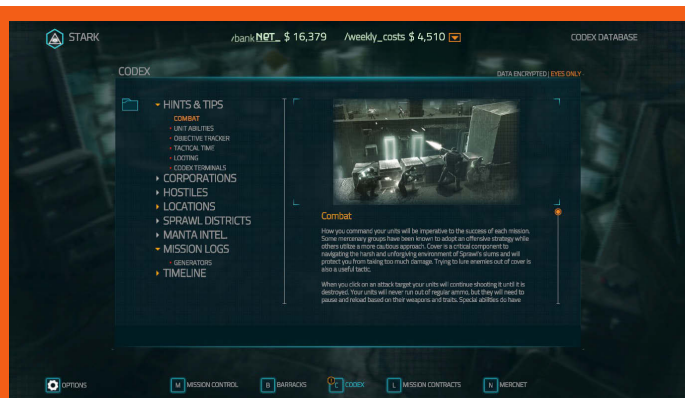 STARK
/bank NET_ $ 16,379
/weekly_costs $ 4,510
CODEX DATABASE
CODEX
DATA ENCRYPTED | EYES ONLY
HINTS & TIPS
COMBAT
UNIT ABILITIES
OBJECTIVE TRACKER
TACTICAL TIME
LOOTING
CODEX TERMINALS
CORPORATIONS
HOSTILES
LOCATIONS
SPRAWL DISTRICTS
MANTA INTEL
MISSION LOGS
GENERATORS
TIMELINE
Combat
How you command your units will be imperative to the success of each mission.
Some mercenary groups have been known to adopt an offensive strategy while
others utilize a more cautious approach. Cover is a critical component to
navigating the harsh and unforgiving environment of Sprawl's slums and will
protect you from taking too much damage. Trying to lure enemies out of cover is
also a useful tactic.
When you click on an attack target your units will continue shooting it until it is
destroyed. Your units will never run out of regular ammo, but they will need to
pause and reload based on their weapons and traits. Special abilities do have
OPTIONS
M MISSION CONTROL
B BARRACKS
C CODEX
L MISSION CONTRACTS
N MERCNET